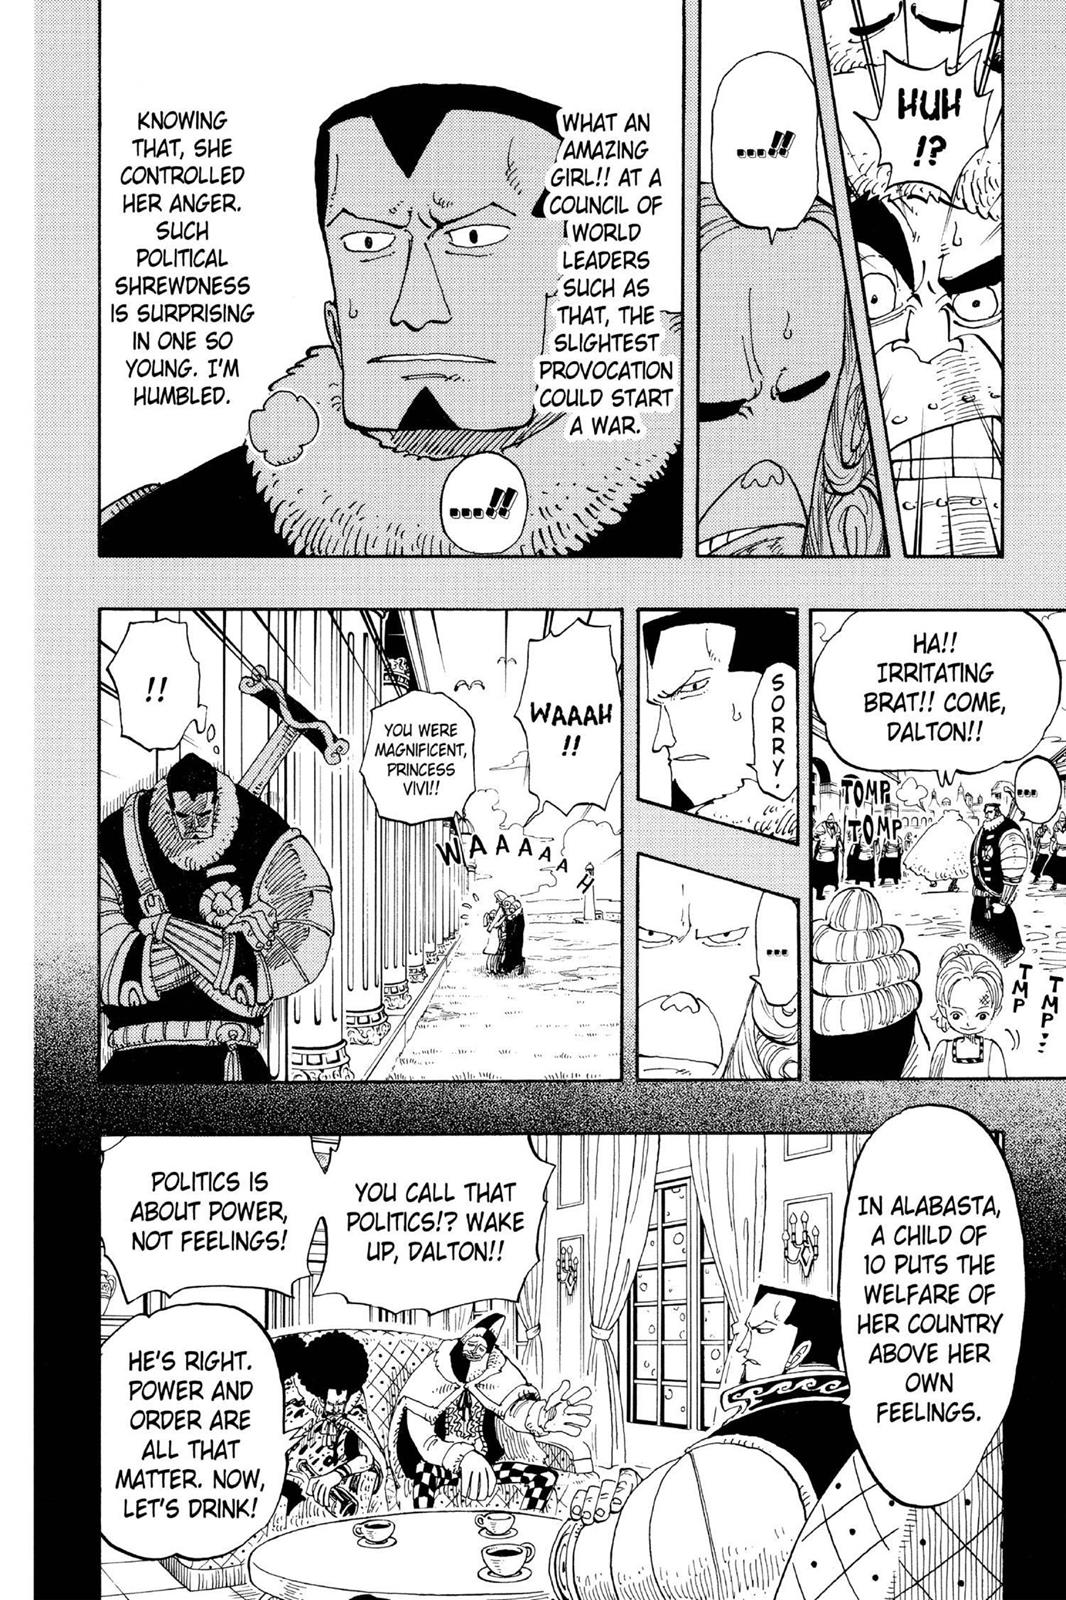 HUH
!?
...!!
WHAT AN
AMAZING
GIRL!! AT A
COUNCIL OF
WORLD
LEADERS
SUCH AS
THAT, THE
SLIGHTEST
PROVOCATION
COULD START
A WAR.
KNOWING
THAT, SHE
CONTROLLED
HER ANGER.
SUCH
POLITICAL
SHREWDNESS
IS SURPRISING
IN ONE SO
YOUNG. I'M
HUMBLED.
....!!
HA!!
IRRITATING
BRAT!! COME,
DALTON!!
...
TOMP
TOMP
TMP
TMP
SORRY.
...
WAAAH
!!
YOU WERE
MAGNIFICENT,
PRINCESS
VIVI!!
WAAAAAH
!!
IN ALABASTA,
A CHILD OF
10 PUTS THE
WELFARE OF
HER COUNTRY
ABOVE HER
OWN
FEELINGS.
YOU CALL THAT
POLITICS!? WAKE
UP, DALTON!!
POLITICS IS
ABOUT POWER,
NOT FEELINGS!
HE'S RIGHT.
POWER AND
ORDER ARE
ALL THAT
MATTER. NOW,
LET'S DRINK!